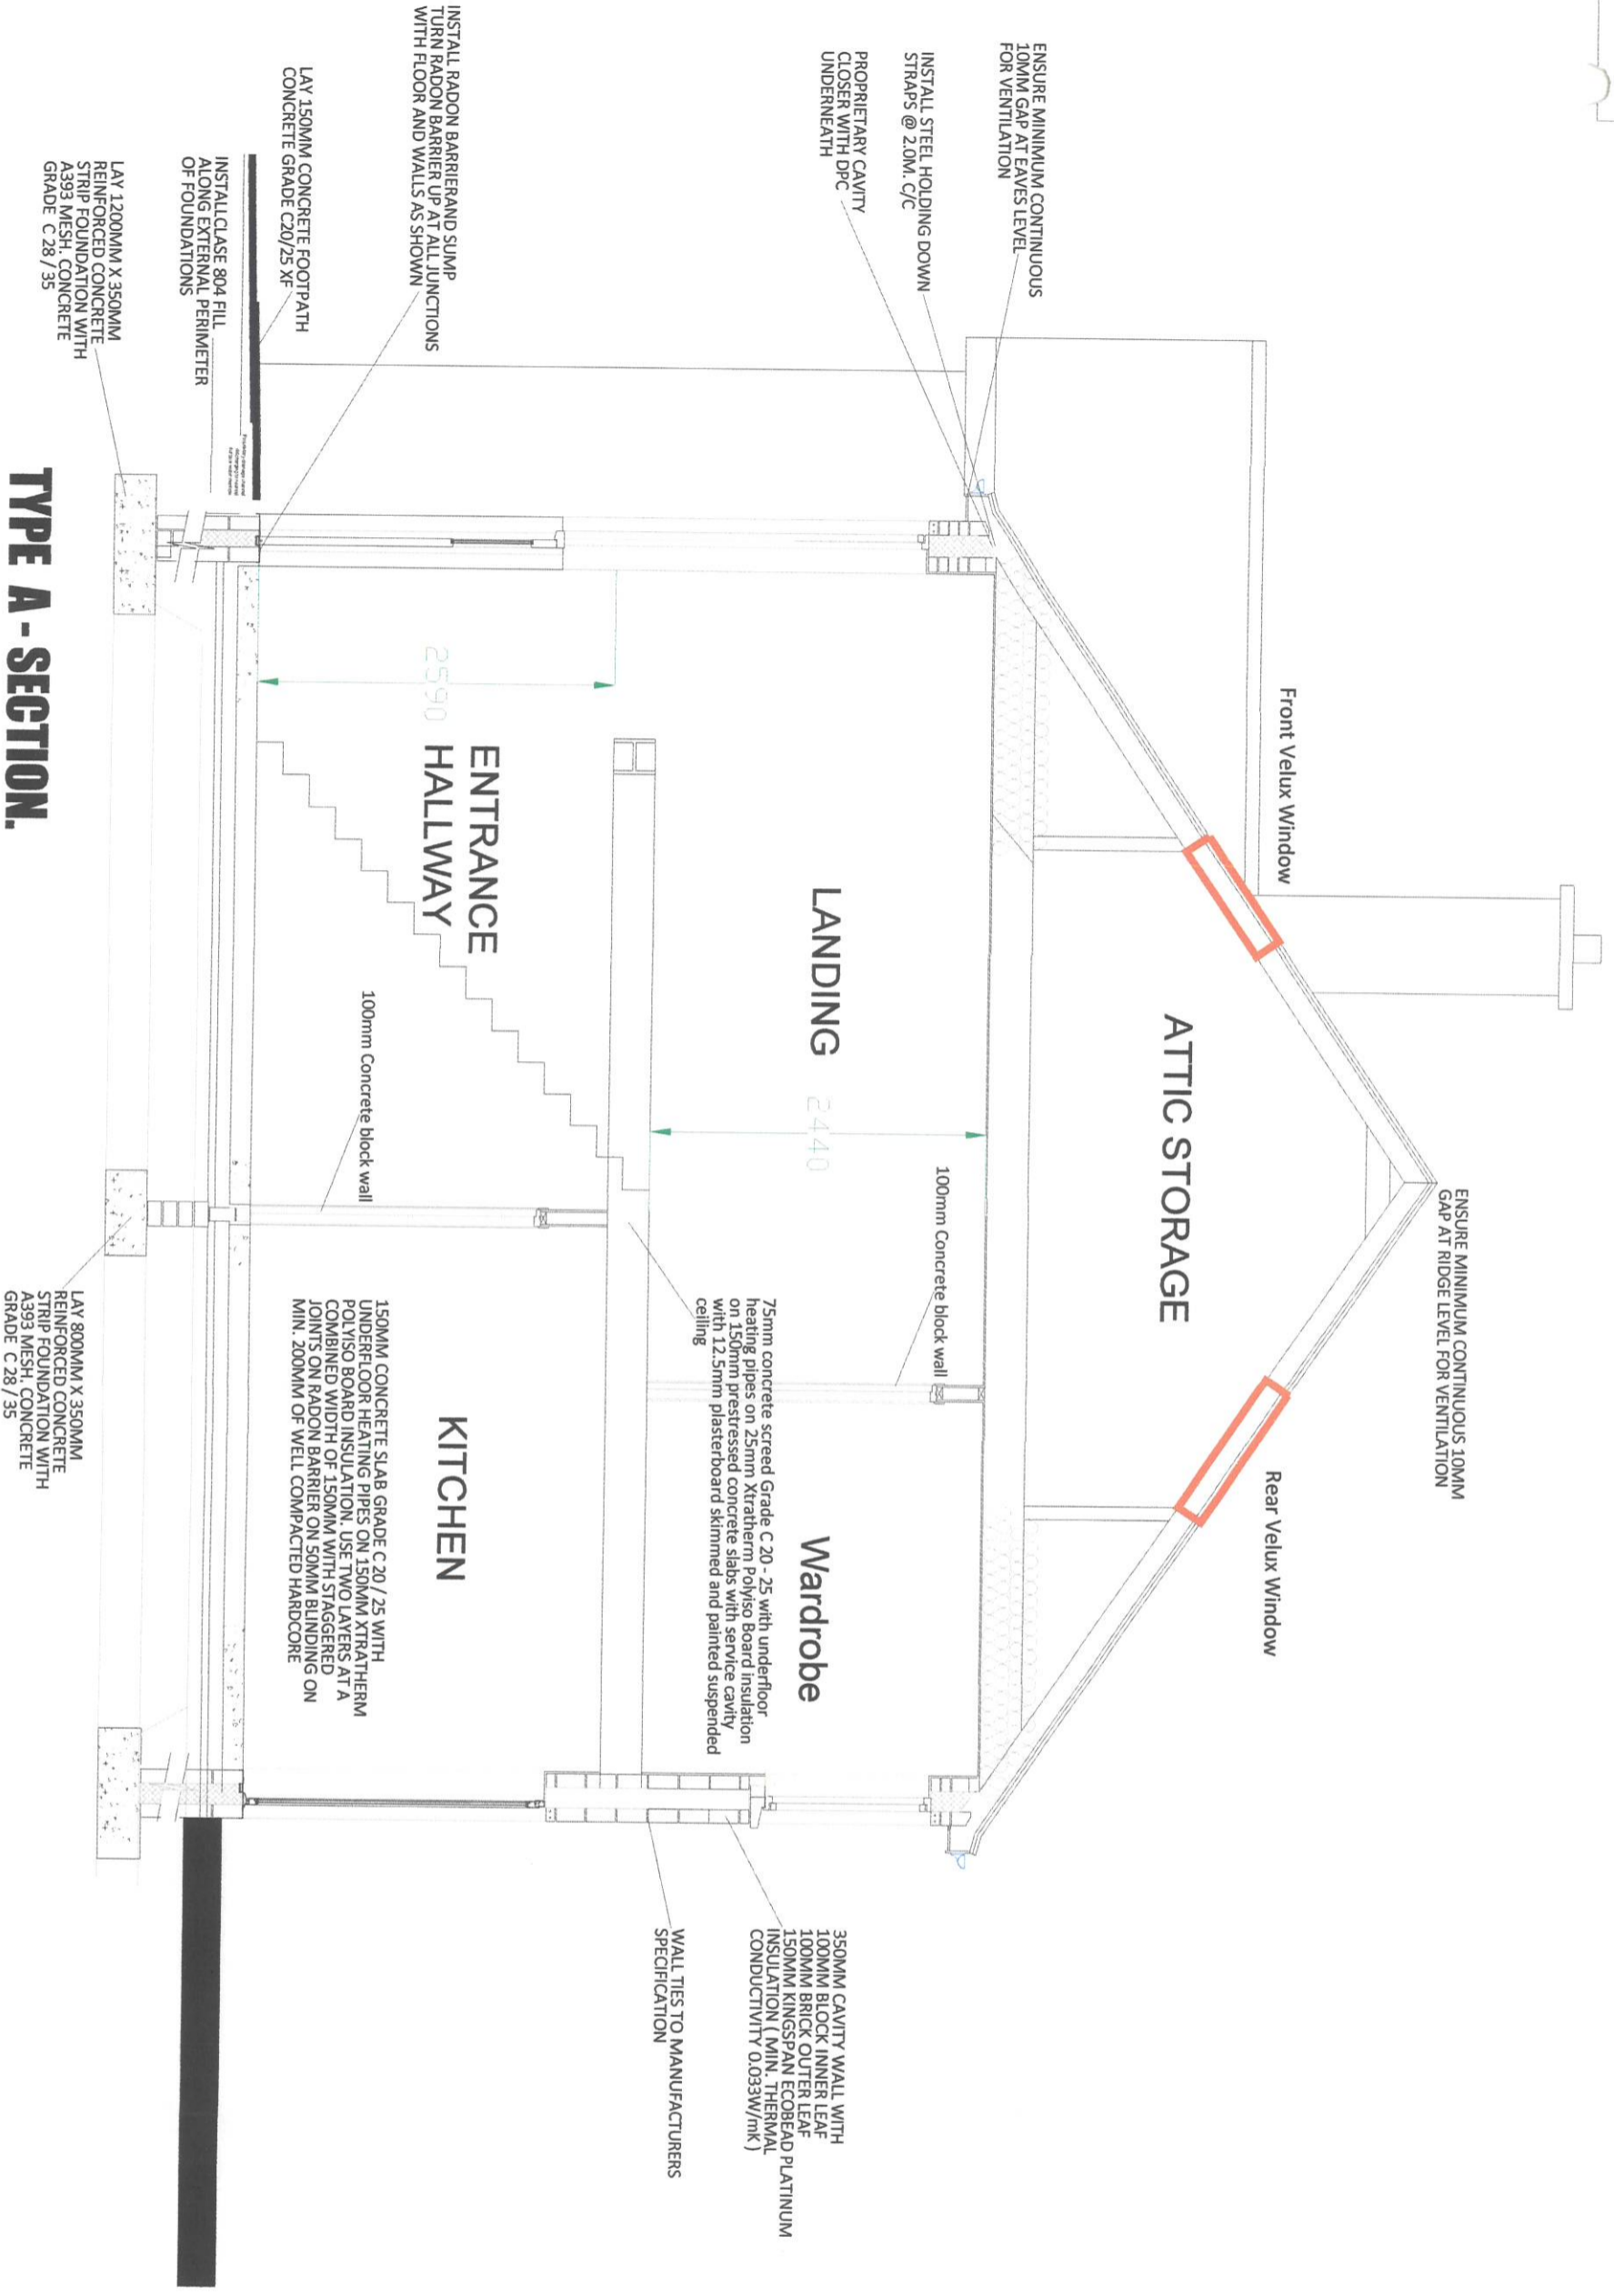 ENSURE MINIMUM CONTINUOUS 10MM
GAP AT RIDGE LEVEL FOR VENTILATION
Front Velux Window
Rear Velux Window
ATTIC STORAGE
ENSURE MINIMUM CONTINUOUS
10MM GAP AT EAVES LEVEL
FOR VENTILATION
INSTALL STEEL HOLDING DOWN
STRAPS @ 2.0M. C/C
PROPRIETARY CAVITY
CLOSER WITH DPC
UNDERNEATH
100mm Concrete block wall
LANDING
2440
Wardrobe
350MM CAVITY WALL WITH
100MM BLOCK INNER LEAF
100MM BRICK OUTER LEAF
150MM KINGSPAN ECOBEAD PLATINUM
INSULATION ( MIN. THERMAL
CONDUCTIVITY 0.033W/mK )
75mm concrete screed Grade C 20 - 25 with underfloor
heating pipes on 25mm Xtratherm Polyiso Board insulation
on 150mm prestressed concrete slabs with service cavity
with 12.5mm plasterboard skimmed and painted suspended
ceiling
WALL TIES TO MANUFACTURERS
SPECIFICATION
INSTALL RADON BARRIERAND SUMP
TURN RADON BARRIER UP AT ALL JUNCTIONS
WITH FLOOR AND WALLS AS SHOWN
2590
ENTRANCE
HALLWAY
100mm Concrete block wall
KITCHEN
150MM CONCRETE SLAB GRADE C 20 / 25 WITH
UNDERFLOOR HEATING PIPES ON 150MM XTRATHERM
POLYISO BOARD INSULATION. USE TWO LAYERS AT A
COMBINED WIDTH OF 150MM WITH STAGGERED
JOINTS ON RADON BARRIER ON 50MM BLINDING ON
MIN. 200MM OF WELL COMPACTED HARDCORE
LAY 150MM CONCRETE FOOTPATH
CONCRETE GRADE C20/25 XF
INSTALLCLASE 804 FILL
ALONG EXTERNAL PERIMETER
OF FOUNDATIONS
LAY 1200MM X 350MM
REINFORCED CONCRETE
STRIP FOUNDATION WITH
A393 MESH. CONCRETE
GRADE C 28 / 35
LAY 800MM X 350MM
REINFORCED CONCRETE
STRIP FOUNDATION WITH
A393 MESH. CONCRETE
GRADE C 28 / 35
TYPE A - SECTION.